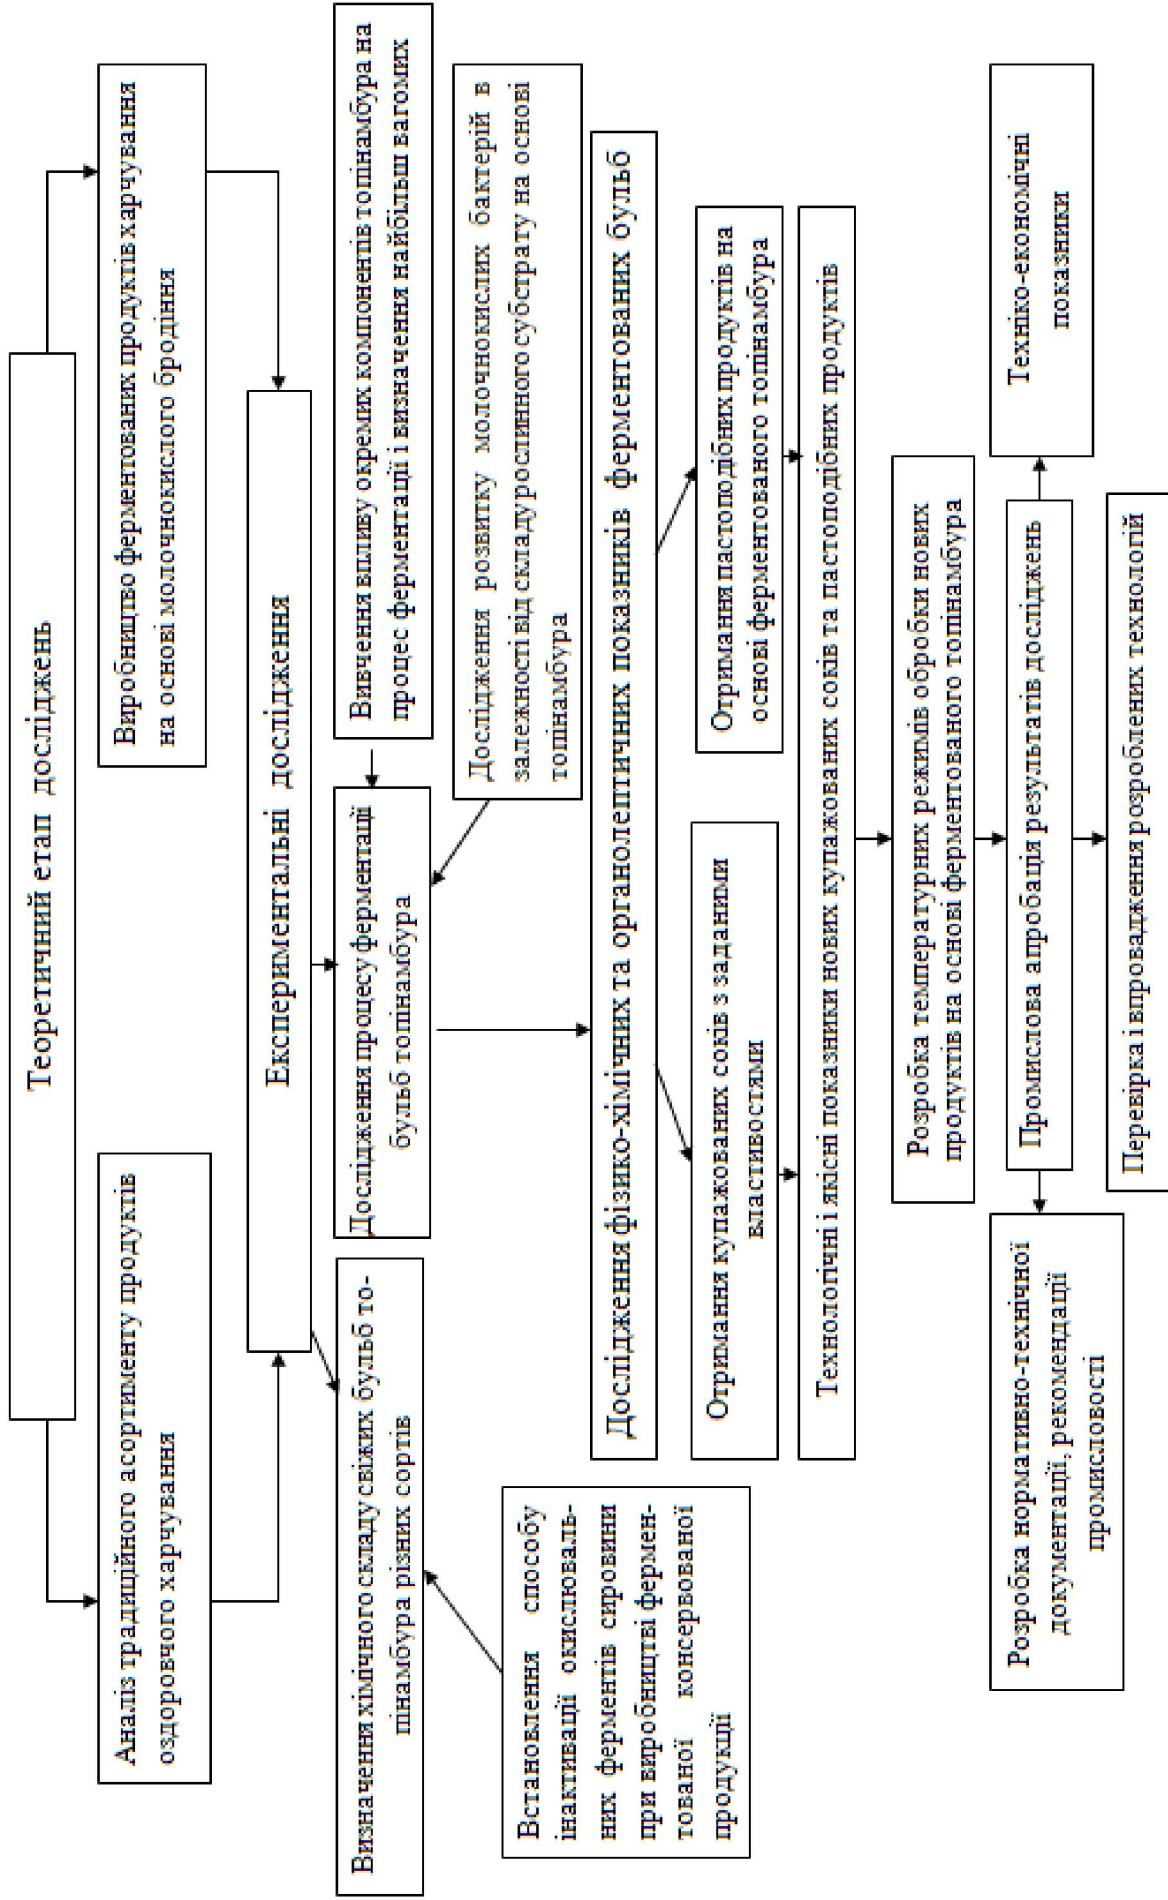 Теоретичний етап досліджень
Аналіз традиційного асортименту продуктів
оздоровчого харчування
Виробництво ферментованих продуктів харчування
на основі молочнокислого бродіння
Експериментальні дослідження
Визначення хімічного складу свіжих бульб то-
пінамбура різних сортів
Дослідження процесу ферментації
бульб топінамбура
Вивчення впливу окремих компонентів топінамбура на
процес ферментації і визначення найбільш вагомих
Дослідження розвитку молочнокислих бактерій в
залежності від складу рослинного субстрату на основі
топінамбура
Встановлення способу
інактивації окислюваль-
них ферментів сировини
при виробництві фермен-
тованої консервованої
продукції
Дослідження фізико-хімічних та органолептичних показників ферментованих бульб
Отримання купажованих соків з заданими
властивостями
Отримання пастоподібних продуктів на
основі ферментованого топінамбура
Технологічні і якісні показники нових купажованих соків та пастоподібних продуктів
Розробка температурних режимів обробки нових
продуктів на основі ферментованого топінамбура
Промислова апробація результатів досліджень
Розробка нормативно-технічної
документації, рекомендації
промисловості
Техніко-економічні
показники
Перевірка і впровадження розроблених технологій